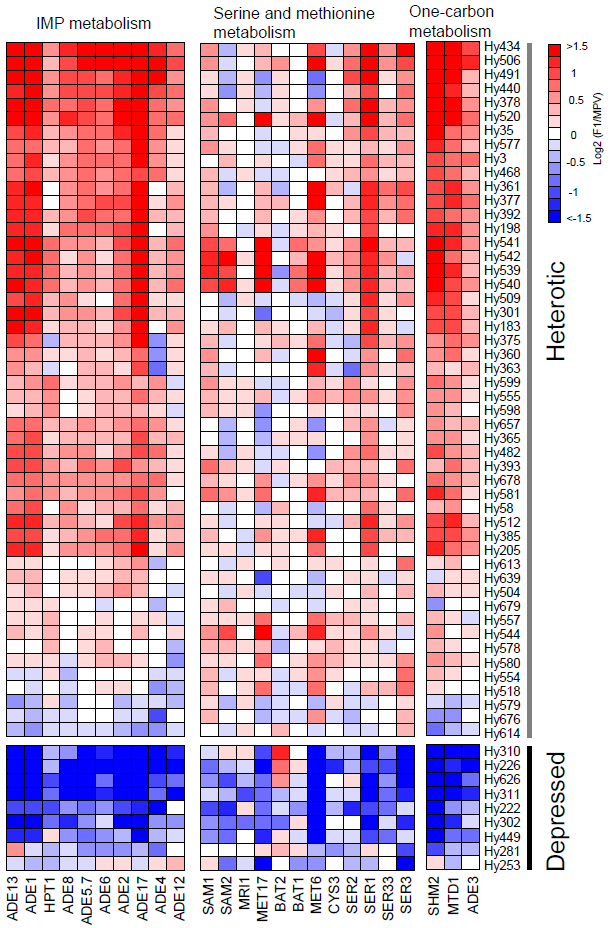 IMP metabolism
Serine and methionine
metabolism
One-carbon
metabolism
Hy434
Hy506
Hy491
Hy440
Hy378
Hy520
Hy35
Hy577
Hy3
Hy468
Hy361
Hy377
Hy392
Hy198
Hy541
Hy542
Hy539
Hy540
Hy509
Hy301
Hy183
Hy375
Hy360
Hy363
Hy599
Hy555
Hy598
Hy657
Hy365
Hy482
Hy393
Hy678
Hy581
Hy58
Hy512
Hy385
Hy205
Hy613
Hy639
Hy504
Hy679
Hy557
Hy544
Hy578
Hy580
Hy554
Hy518
Hy579
Hy676
Hy614
Hy310
Hy226
Hy626
Hy311
Hy222
Hy302
Hy449
Hy281
Hy253
>1.5
1
0.5
0
-0.5
-1
<-1.5
Log2 (F1/MPV)
Heterotic
Depressed
ADE13
ADE1
HPT1
ADE8
ADE5.7
ADE6
ADE2
ADE17
ADE4
ADE12
SAM1
SAM2
MRI1
MET17
BAT2
BAT1
MET6
CYS3
SER2
SER1
SER33
SER3
SHM2
MTD1
ADE3